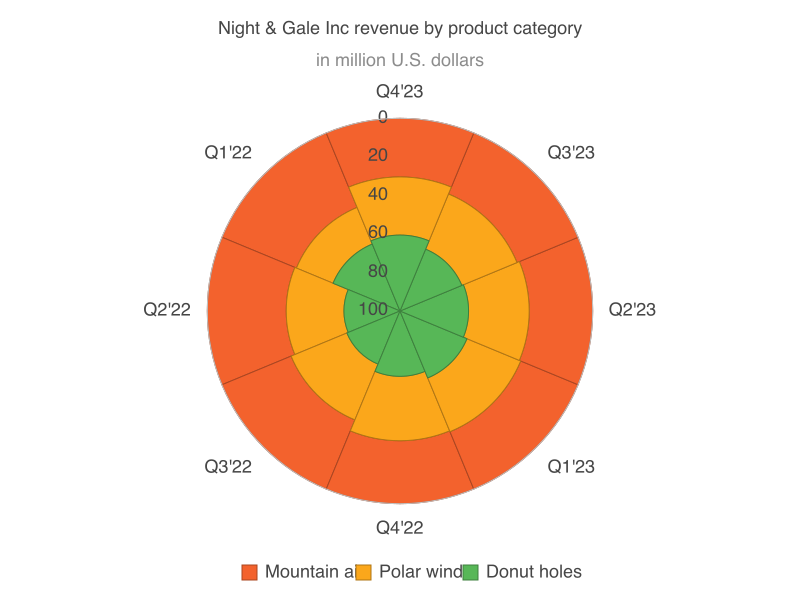 Night & Gale Inc revenue by product category
in million U.S. dollars
Q4'23
0
Q1'22
Q3'23
20
40
60
80
100
Q2'22
Q2'23
Q3'22
Q1'23
Q4'22
Mountain a Polar wind Donut holes